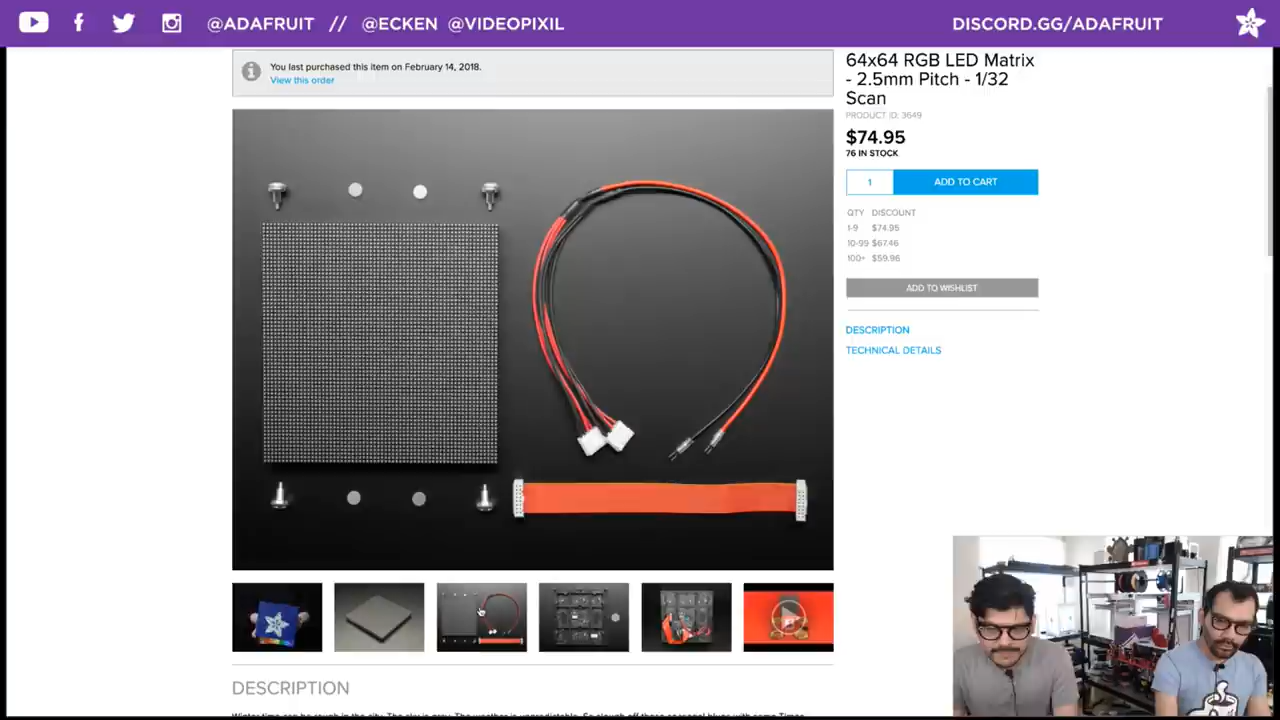 @ADAFRUIT // @ECKEN @VIDEOPIXIL
DISCORD.GG/ADAFRUIT
You last purchased this item on February 14, 2018.
View this order
64x64 RGB LED Matrix
- 2.5mm Pitch - 1/32
Scan
PRODUCT ID: 3649
$74.95
76 IN STOCK
1
ADD TO CART
QTY DISCOUNT
1-9 $74.95
10-99 $67.46
100+ $59.96
ADD TO WISHLIST
DESCRIPTION
TECHNICAL DETAILS
DESCRIPTION